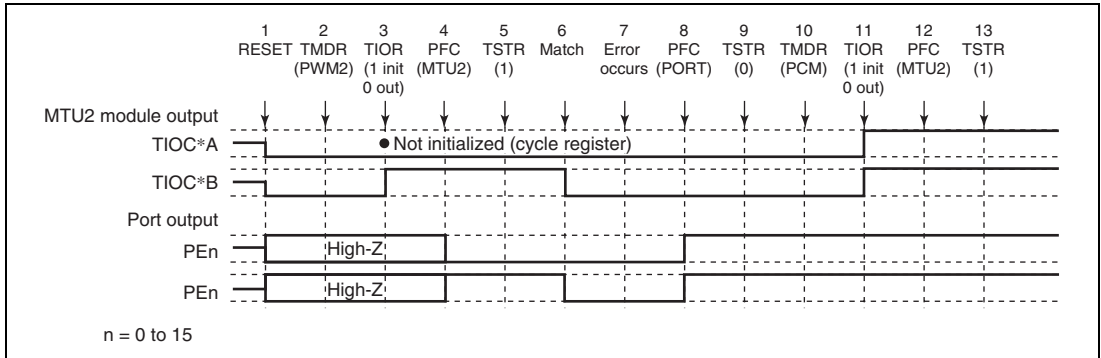 1 2 3 4 5 6 7 8 9 10 11 12 13
RESET TMDR TIOR PFC TSTR Match Error PFC TSTR TMDR TIOR PFC TSTR
(PWM2) (1 init (MTU2) (1) occurs (PORT) (0) (PCM) (1 init (MTU2) (1)
0 out) 0 out)
MTU2 module output
TIOC*A
● Not initialized (cycle register)
TIOC*B
Port output
PEn
High-Z
PEn
High-Z
n = 0 to 15